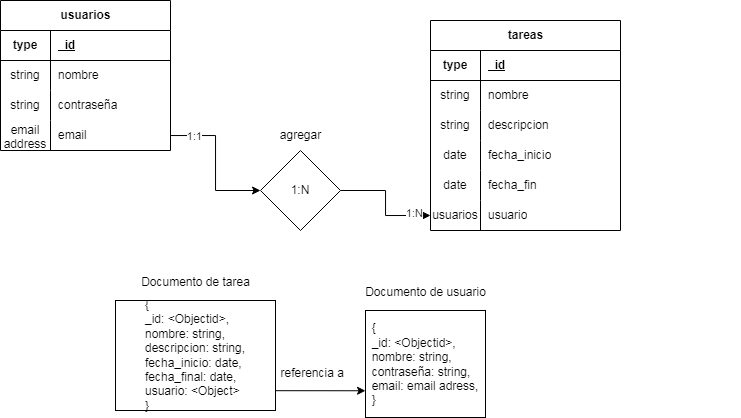 usuarios
type _id
string nombre
string contraseña
email address email
1:1
agregar
1:N
1:N
tareas
type _id
string nombre
string descripcion
date fecha_inicio
date fecha_fin
usuarios usuario
Documento de tarea
{
_id: <Objectid>,
nombre: string,
descripcion: string,
fecha_inicio: date,
fecha_final: date,
usuario: <Object>
}
referencia a
Documento de usuario
{
_id: <Objectid>,
nombre: string,
contraseña: string,
email: email adress,
}